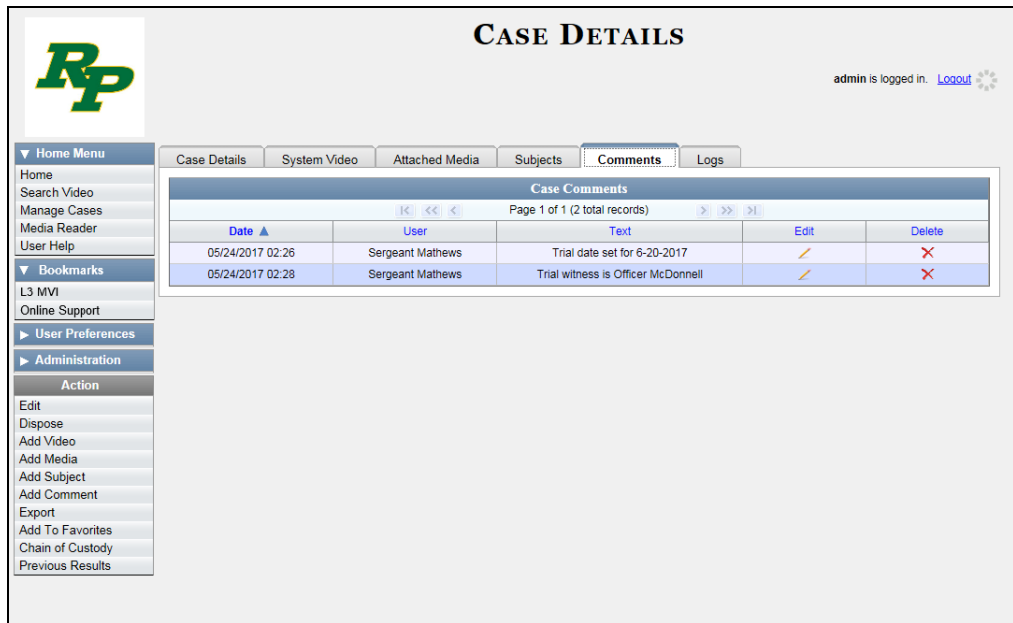 CASE DETAILS
RP
admin is logged in. Logout
▼ Home Menu
Home
Search Video
Manage Cases
Media Reader
User Help
▼ Bookmarks
L3 MVI
Online Support
► User Preferences
► Administration
Action
Edit
Dispose
Add Video
Add Media
Add Subject
Add Comment
Export
Add To Favorites
Chain of Custody
Previous Results
Case Details System Video Attached Media Subjects Comments Logs
Case Comments
|< << < Page 1 of 1 (2 total records) > >> >|
Date ▲ User Text Edit Delete
05/24/2017 02:26 Sergeant Mathews Trial date set for 6-20-2017
05/24/2017 02:28 Sergeant Mathews Trial witness is Officer McDonnell